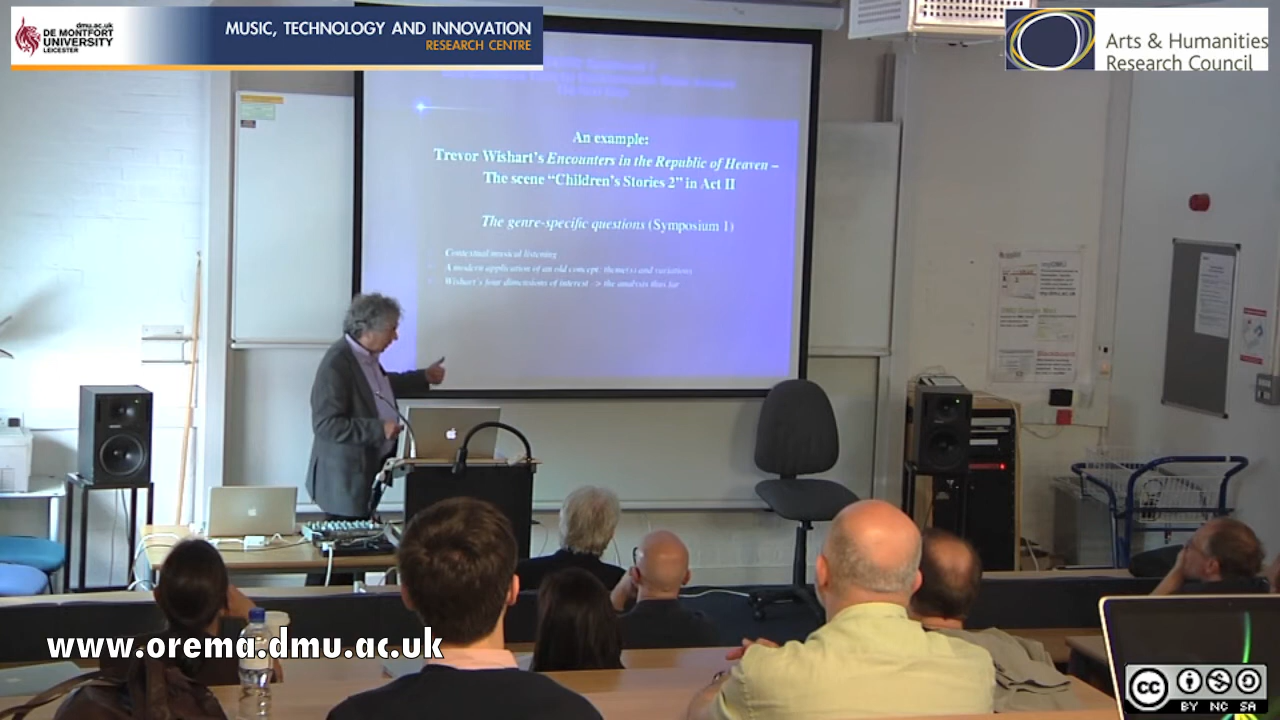 dmu.ac.uk
DE MONTFORT
UNIVERSITY
LEICESTER
MUSIC, TECHNOLOGY AND INNOVATION
RESEARCH CENTRE
Arts & Humanities
Research Council
An example:
Trevor Wishart's Encounters in the Republic of Heaven –
The scene "Children's Stories 2" in Act II
The genre-specific questions (Symposium 1)
Contextual musical listening
A modern application of an old concept: theme(s) and variations
Wishart's four dimensions of interest -> the analysis thus far
www.orema.dmu.ac.uk
cc
BY NC SA